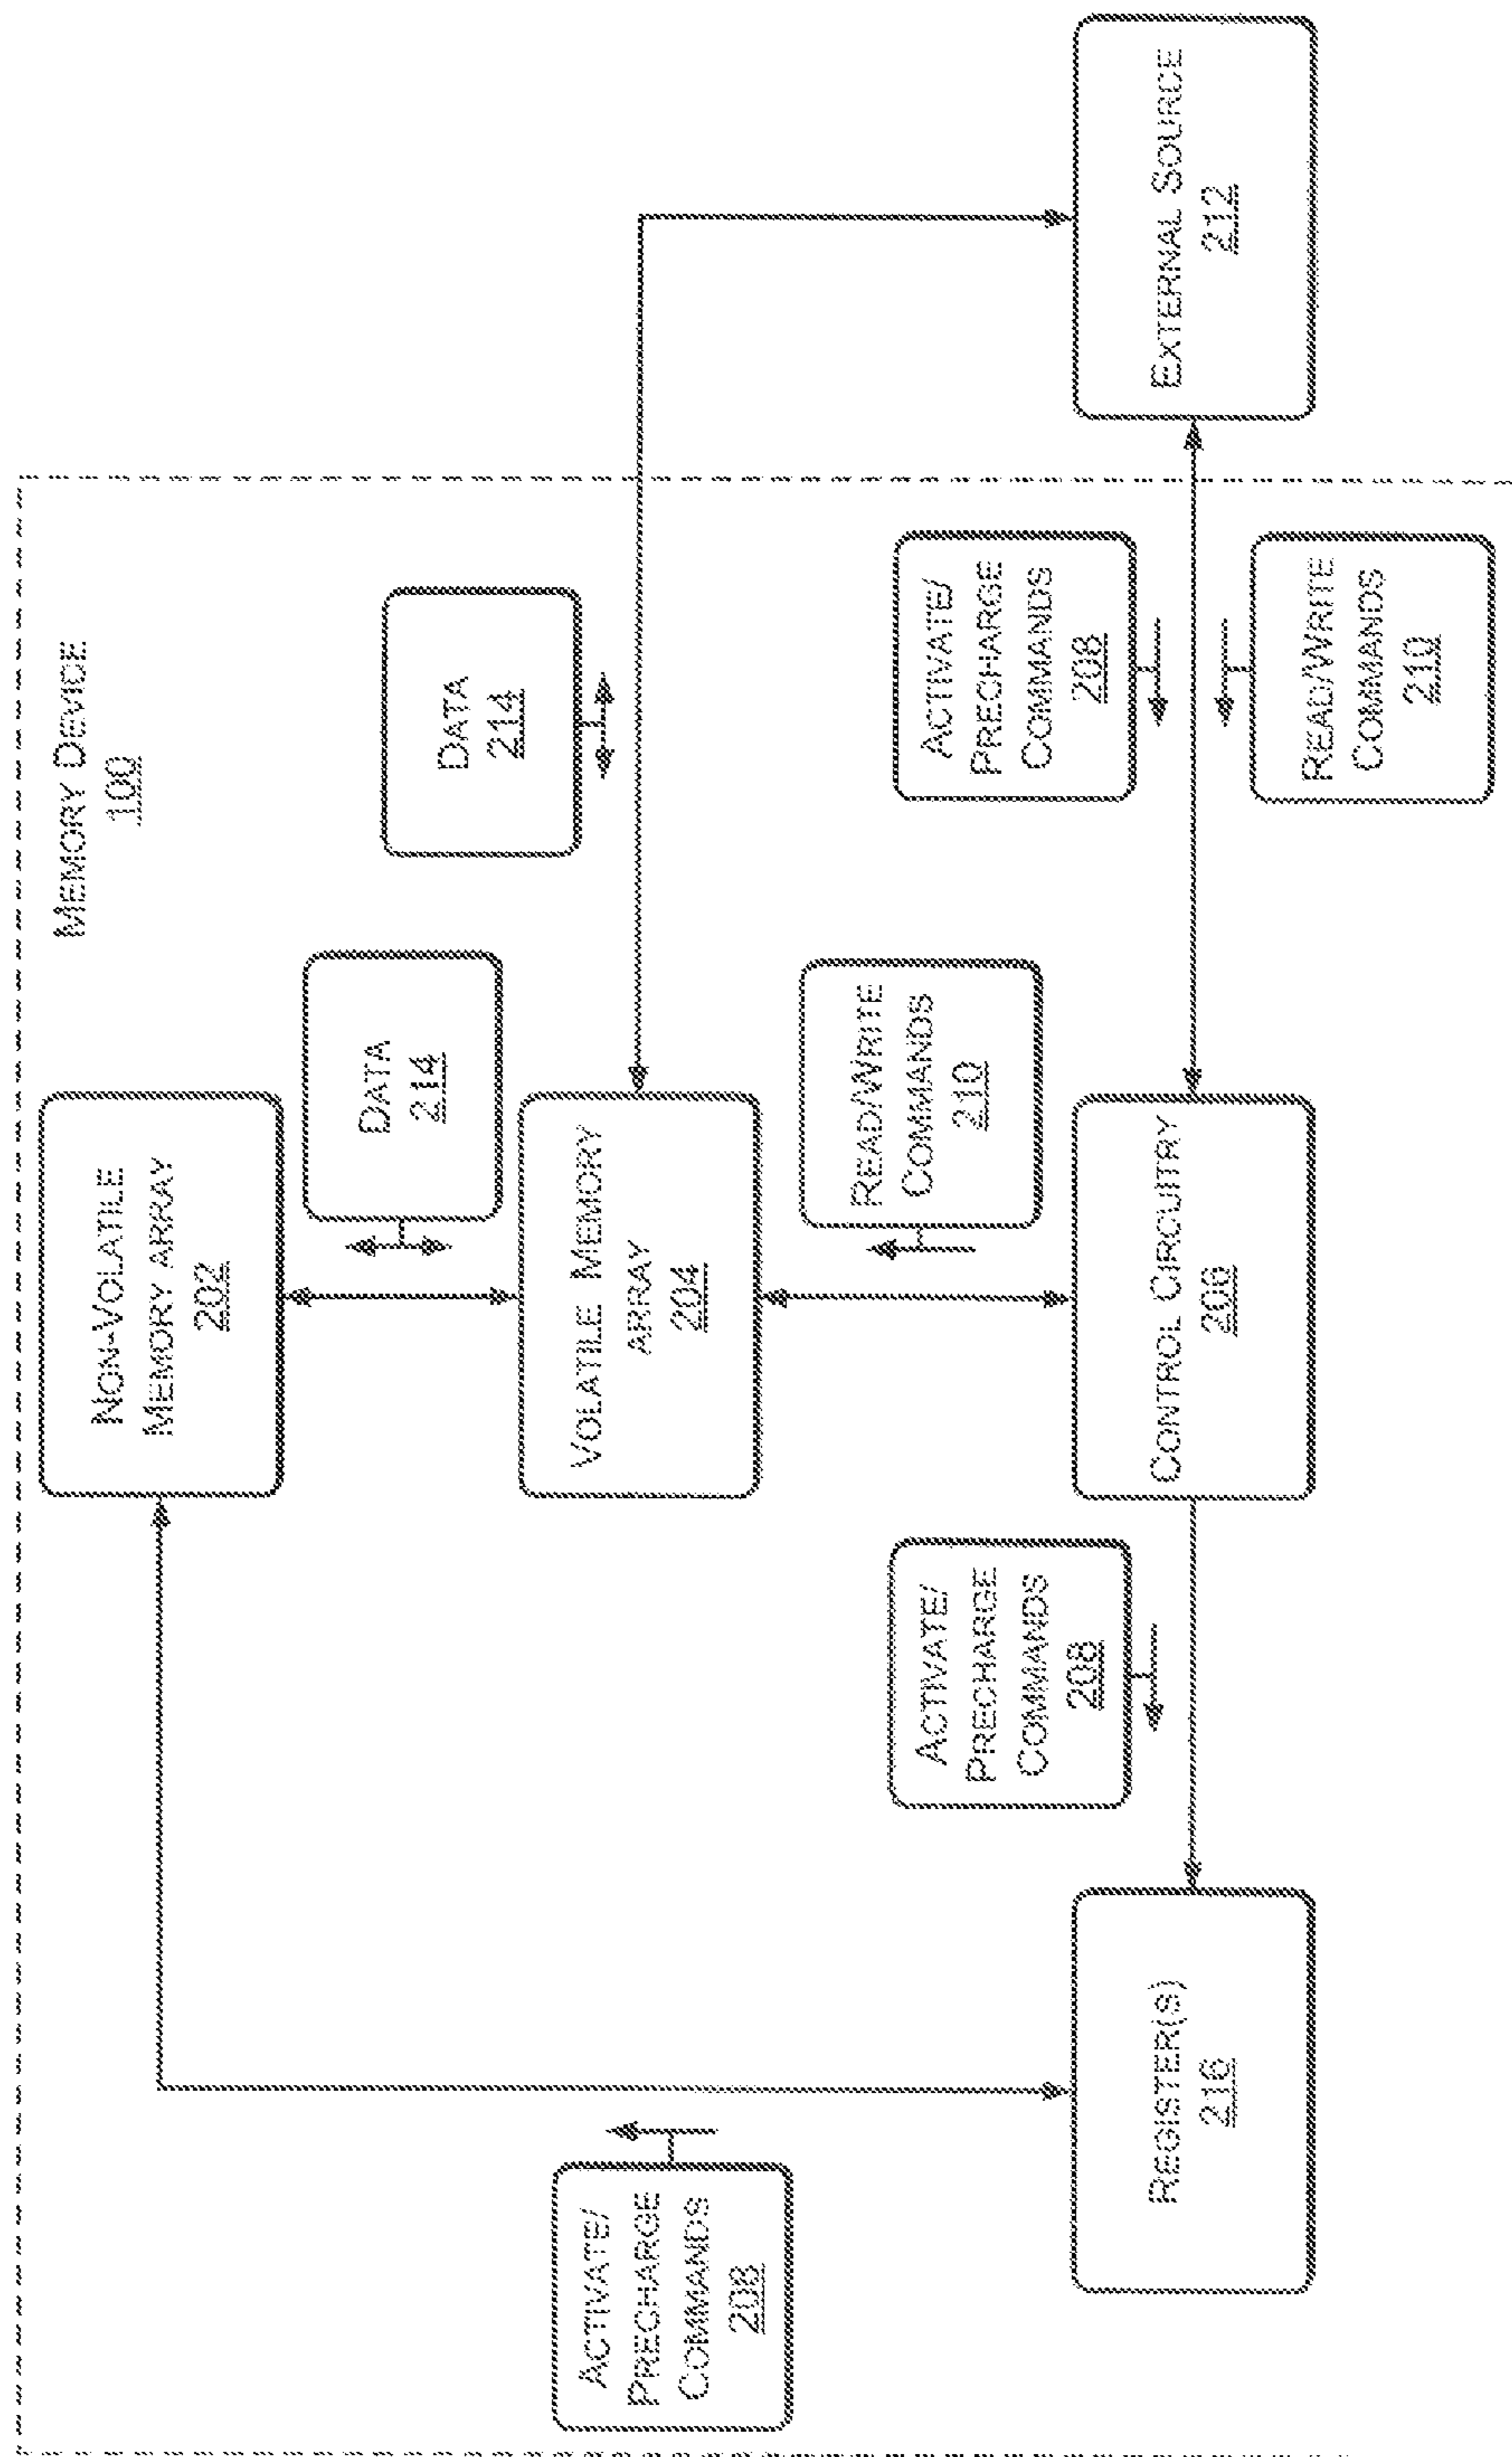 MEMORY DEVICE
100
NON-VOLATILE
MEMORY ARRAY
202
DATA
214
DATA
214
VOLATILE MEMORY
ARRAY
204
ACTIVATE/
PRECHARGE
COMMANDS
208
READ/WRITE
COMMANDS
210
ACTIVATE/
PRECHARGE
COMMANDS
208
ACTIVATE/
PRECHARGE
COMMANDS
208
REGISTER(S)
216
CONTROL CIRCUITRY
206
READ/WRITE
COMMANDS
210
EXTERNAL SOURCE
212